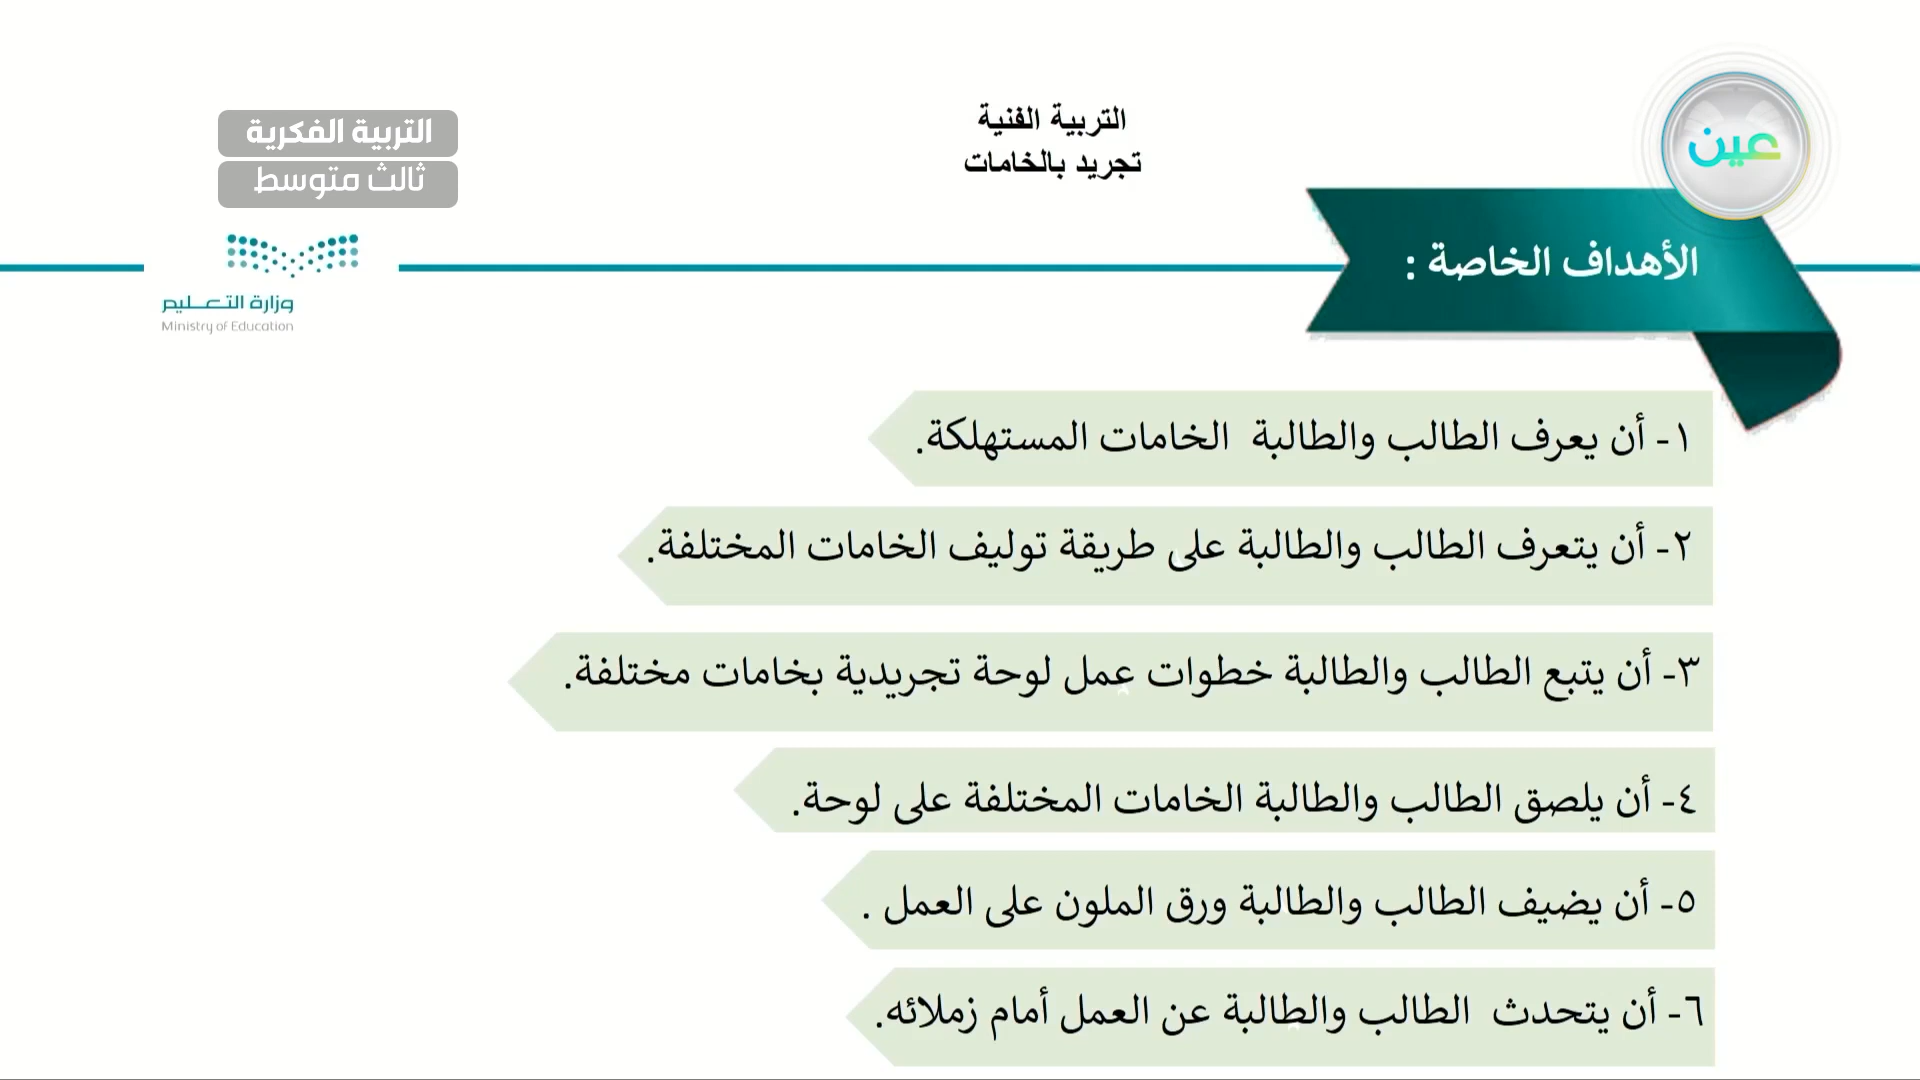 عين
التربية الفنية
تجريد بالخامات
التربية الفكرية
ثالث متوسط
وزارة التعليم
Ministry of Education
الأهداف الخاصة :
١- أن يعرف الطالب والطالبة الخامات المستهلكة.
٢- أن يتعرف الطالب والطالبة على طريقة توليف الخامات المختلفة.
٣- أن يتبع الطالب والطالبة خطوات عمل لوحة تجريدية بخامات مختلفة.
٤- أن يلصق الطالب والطالبة الخامات المختلفة على لوحة.
٥- أن يضيف الطالب والطالبة ورق الملون على العمل .
٦- أن يتحدث الطالب والطالبة عن العمل أمام زملائه.